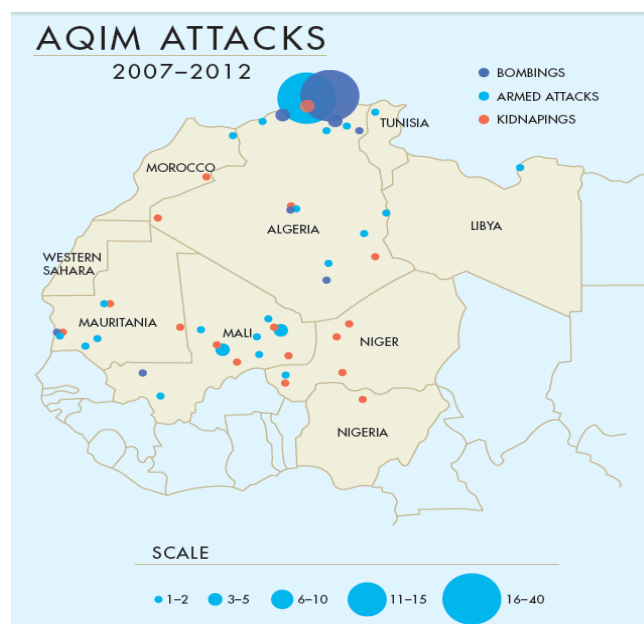 AQIM ATTACKS
2007–2012
BOMBINGS
ARMED ATTACKS
KIDNAPINGS
TUNISIA
MOROCCO
ALGERIA
LIBYA
WESTERN
SAHARA
MAURITANIA
MALI
NIGER
NIGERIA
SCALE
1–2
3–5
6–10
11–15
16–40